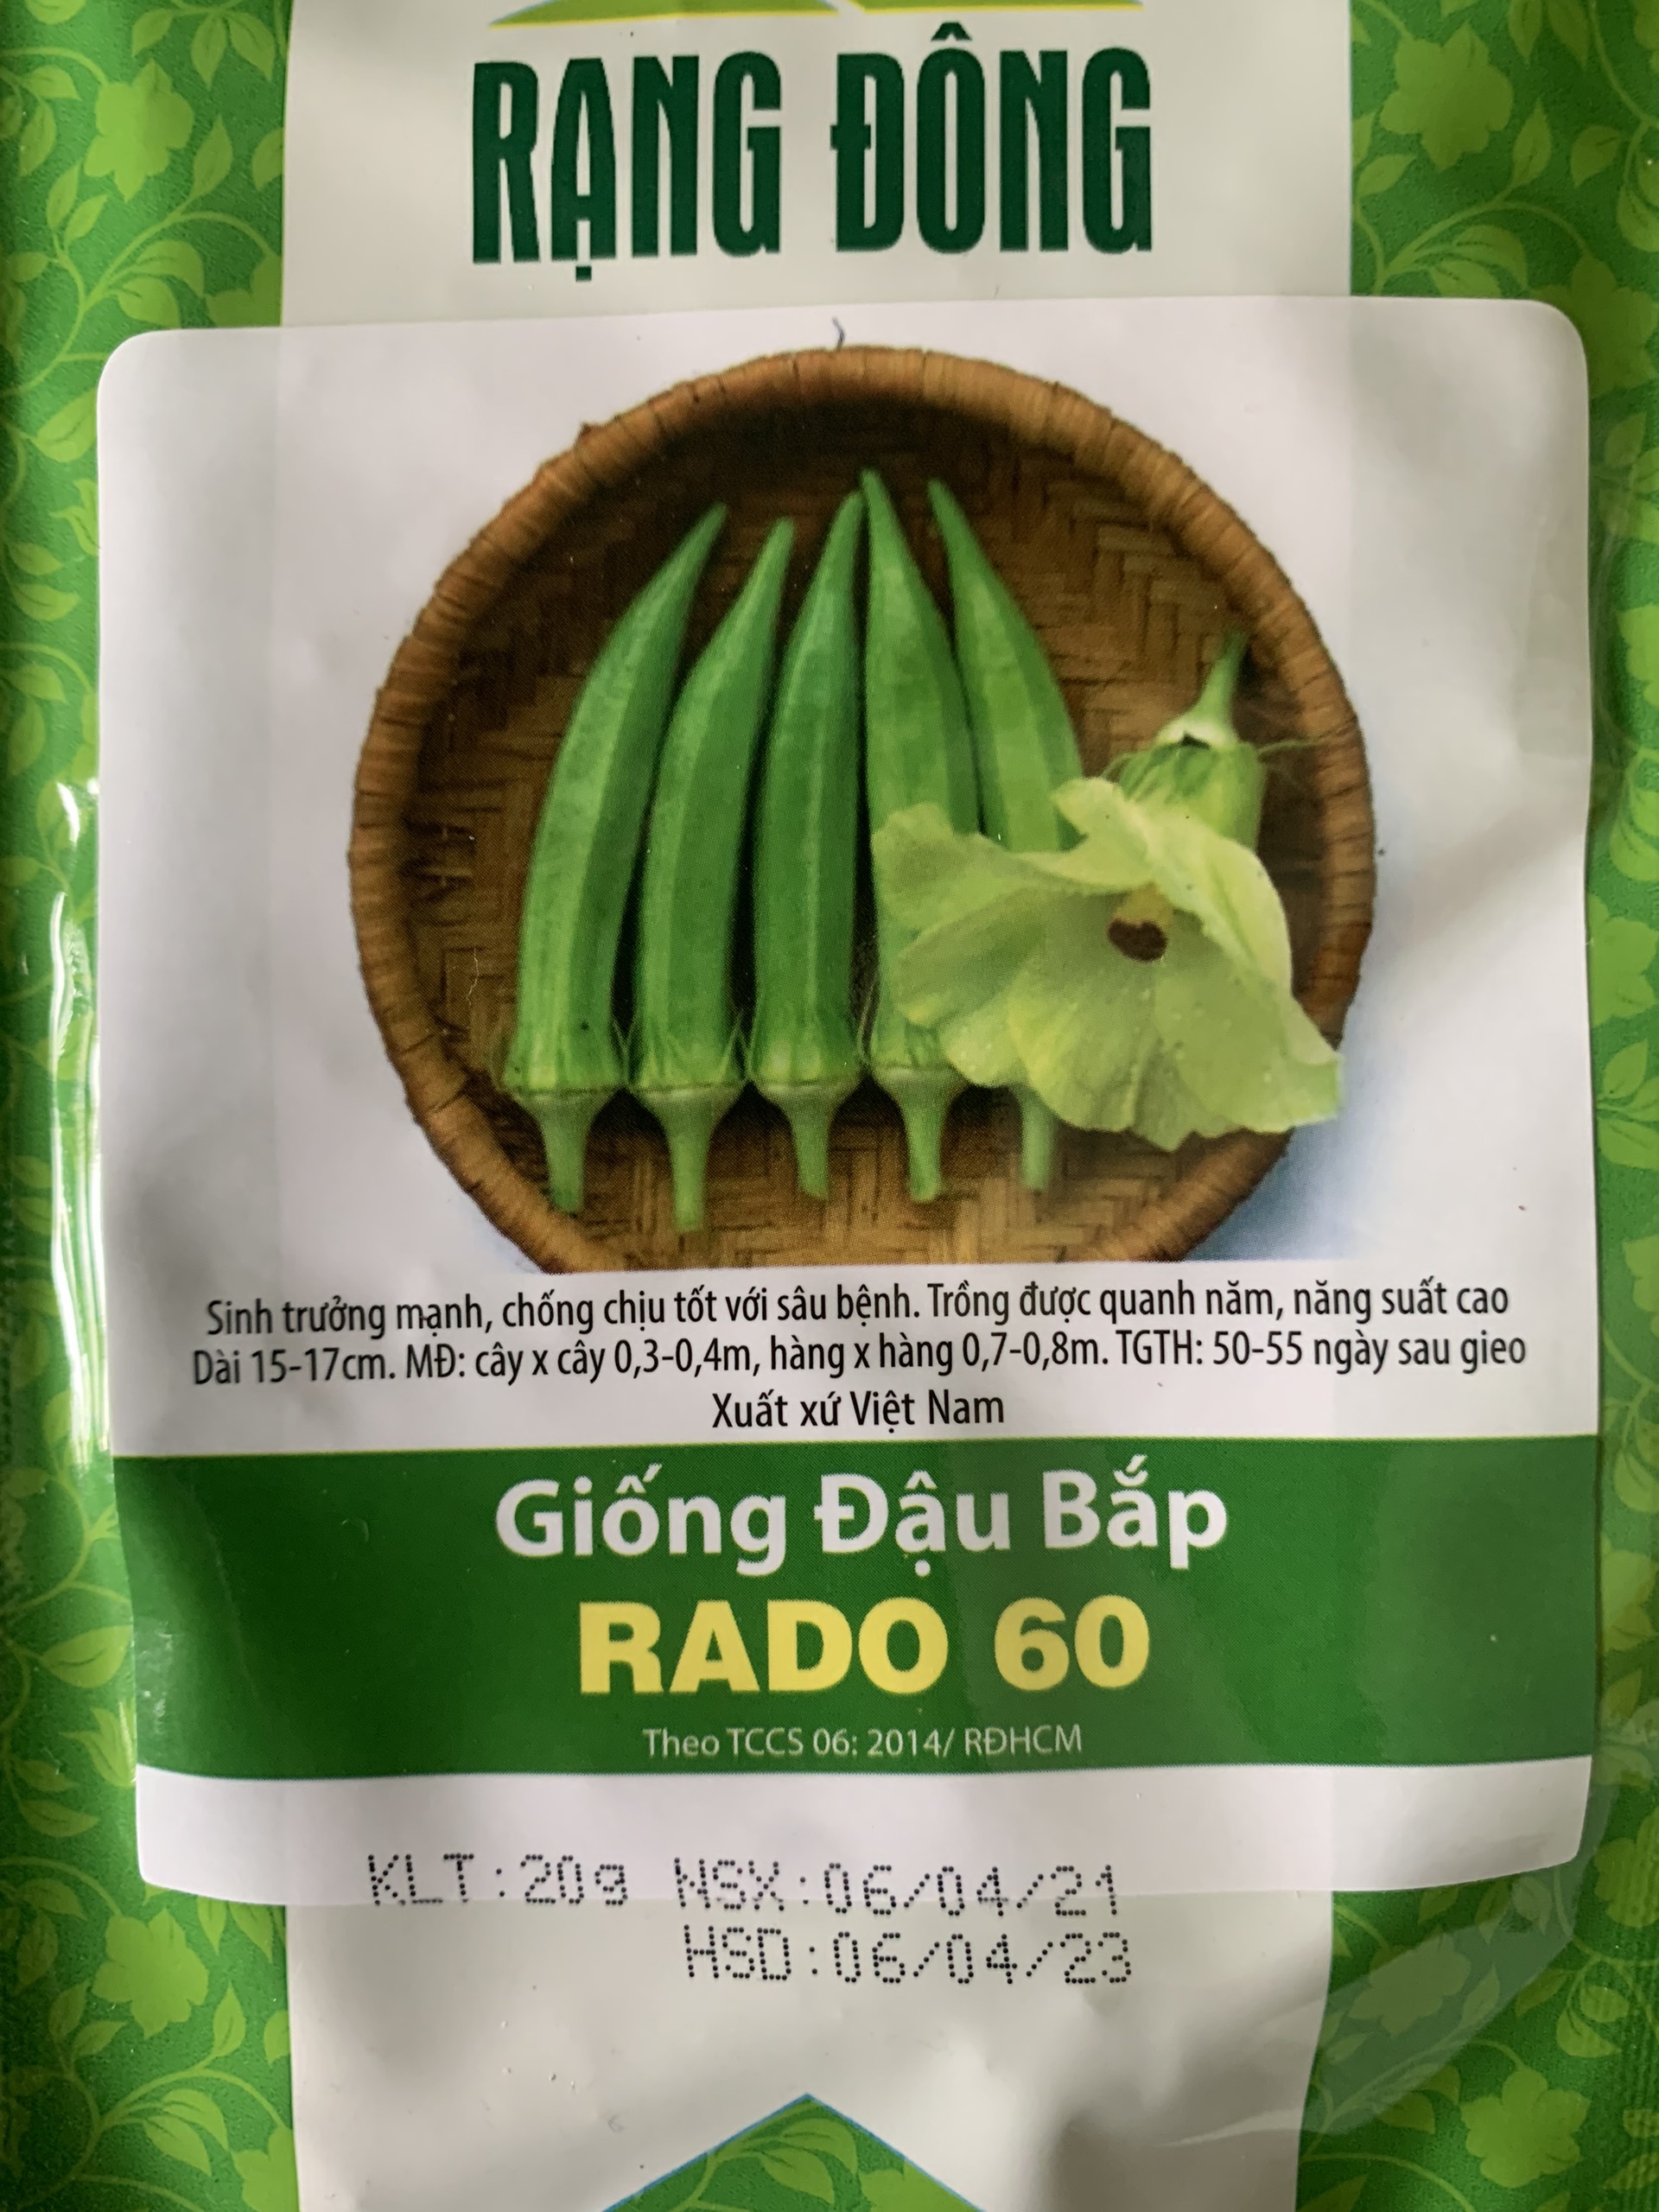 RẠNG ĐÔNG
Sinh trưởng mạnh, chống chịu tốt với sâu bệnh. Trồng được quanh năm, năng suất cao
Dài 15-17cm. MĐ: cây x cây 0,3-0,4m, hàng x hàng 0,7-0,8m. TGTH: 50-55 ngày sau gieo
Xuất xứ Việt Nam
Giống Đậu Bắp
RADO 60
Theo TCCS 06: 2014/ RĐHCM
KLT:20g NSX:06/04/21
HSD:06/04/23